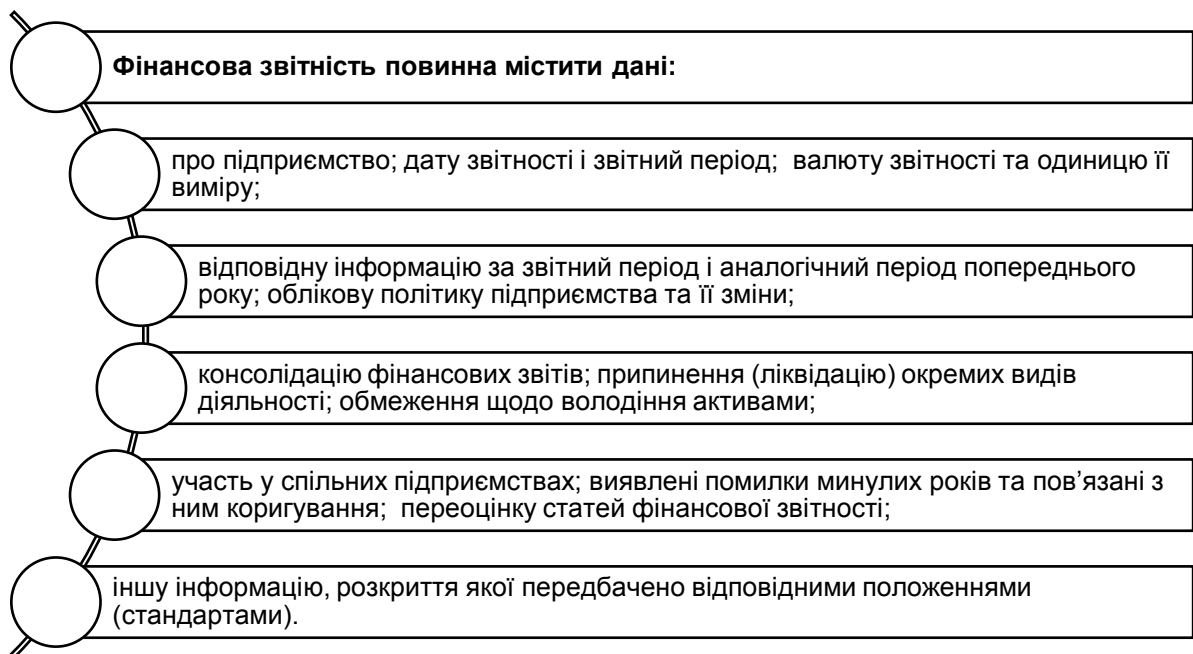 Фінансова звітність повинна містити дані:
про підприємство; дату звітності і звітний період;  валюту звітності та одиницю її
виміру;
відповідну інформацію за звітний період і аналогічний період попереднього
року; облікову політику підприємства та її зміни;
консолідацію фінансових звітів; припинення (ліквідацію) окремих видів
діяльності; обмеження щодо володіння активами;
участь у спільних підприємствах; виявлені помилки минулих років та пов’язані з
ним коригування;  переоцінку статей фінансової звітності;
іншу інформацію, розкриття якої передбачено відповідними положеннями
(стандартами).